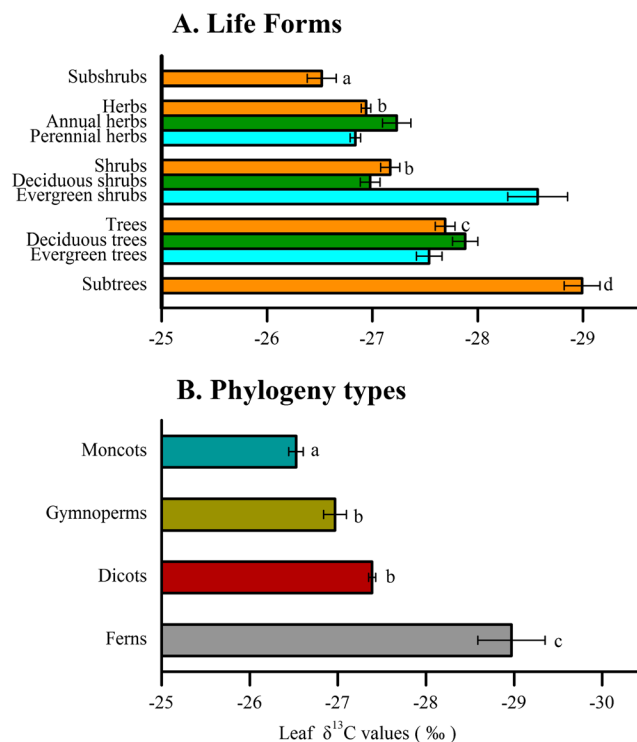 A. Life Forms
Subshrubs
a
Herbs
b
Annual herbs
Perennial herbs
Shrubs
b
Deciduous shrubs
Evergreen shrubs
Trees
c
Deciduous trees
Evergreen trees
Subtrees
d
-25 -26 -27 -28 -29
B. Phylogeny types
Moncots
a
Gymnoperms
b
Dicots
b
Ferns
c
-25 -26 -27 -28 -29 -30
Leaf δ¹³C values ( ‰ )